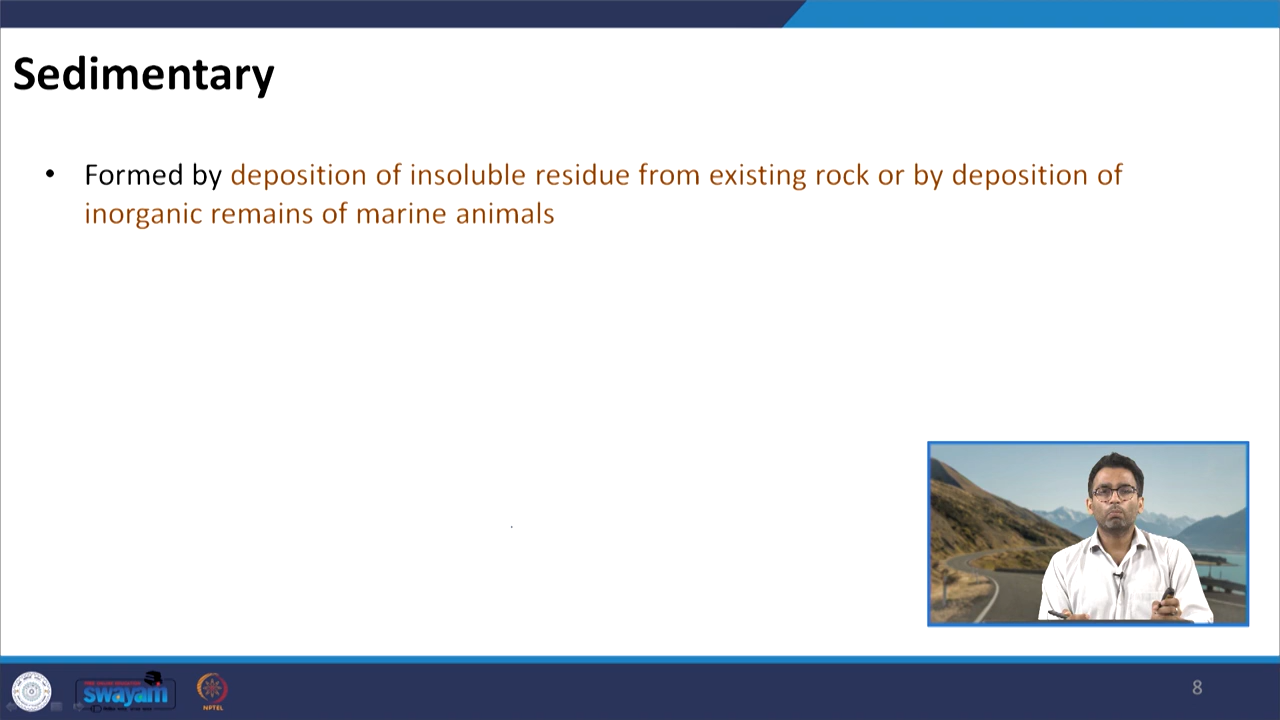 Sedimentary
• Formed by deposition of insoluble residue from existing rock or by deposition of
inorganic remains of marine animals
swayam
NPTEL
8